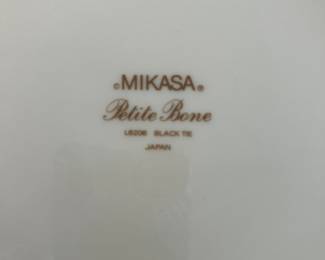 ©MIKASA®
Petite Bone
L6206 BLACK TIE
JAPAN